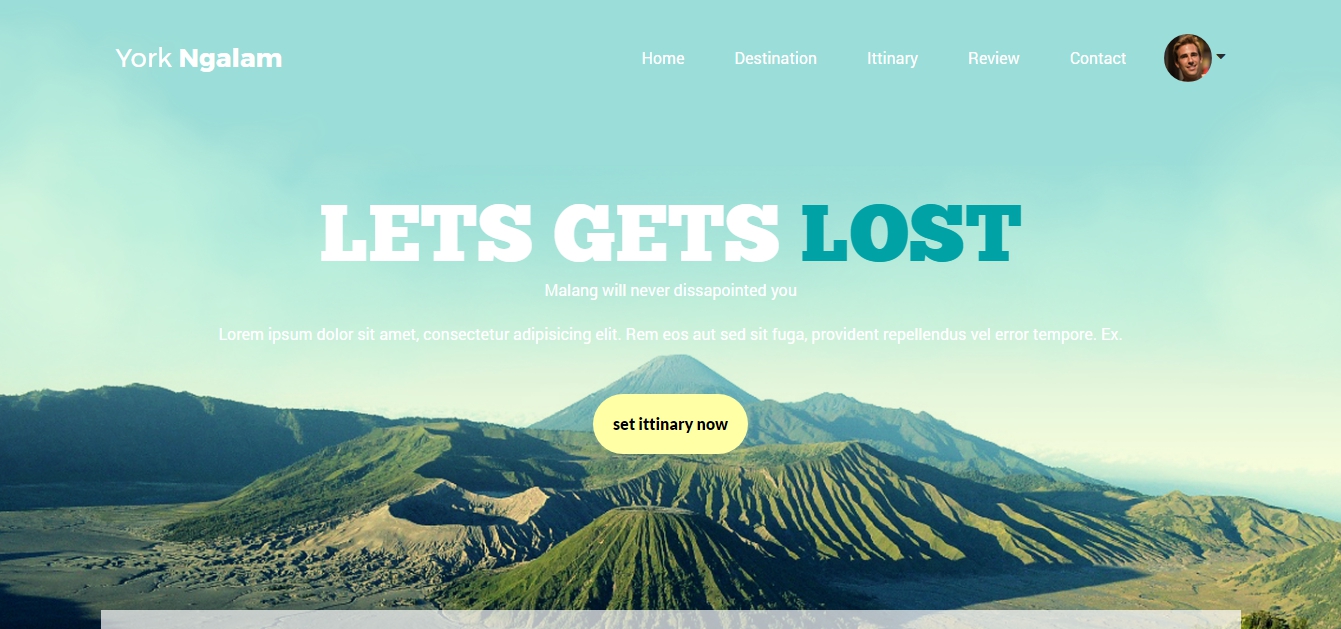 York Ngalam
Home Destination Ittinary Review Contact
LETS GETS LOST
Malang will never dissapointed you
Lorem ipsum dolor sit amet, consectetur adipisicing elit. Rem eos aut sed sit fuga, provident repellendus vel error tempore. Ex.
set ittinary now